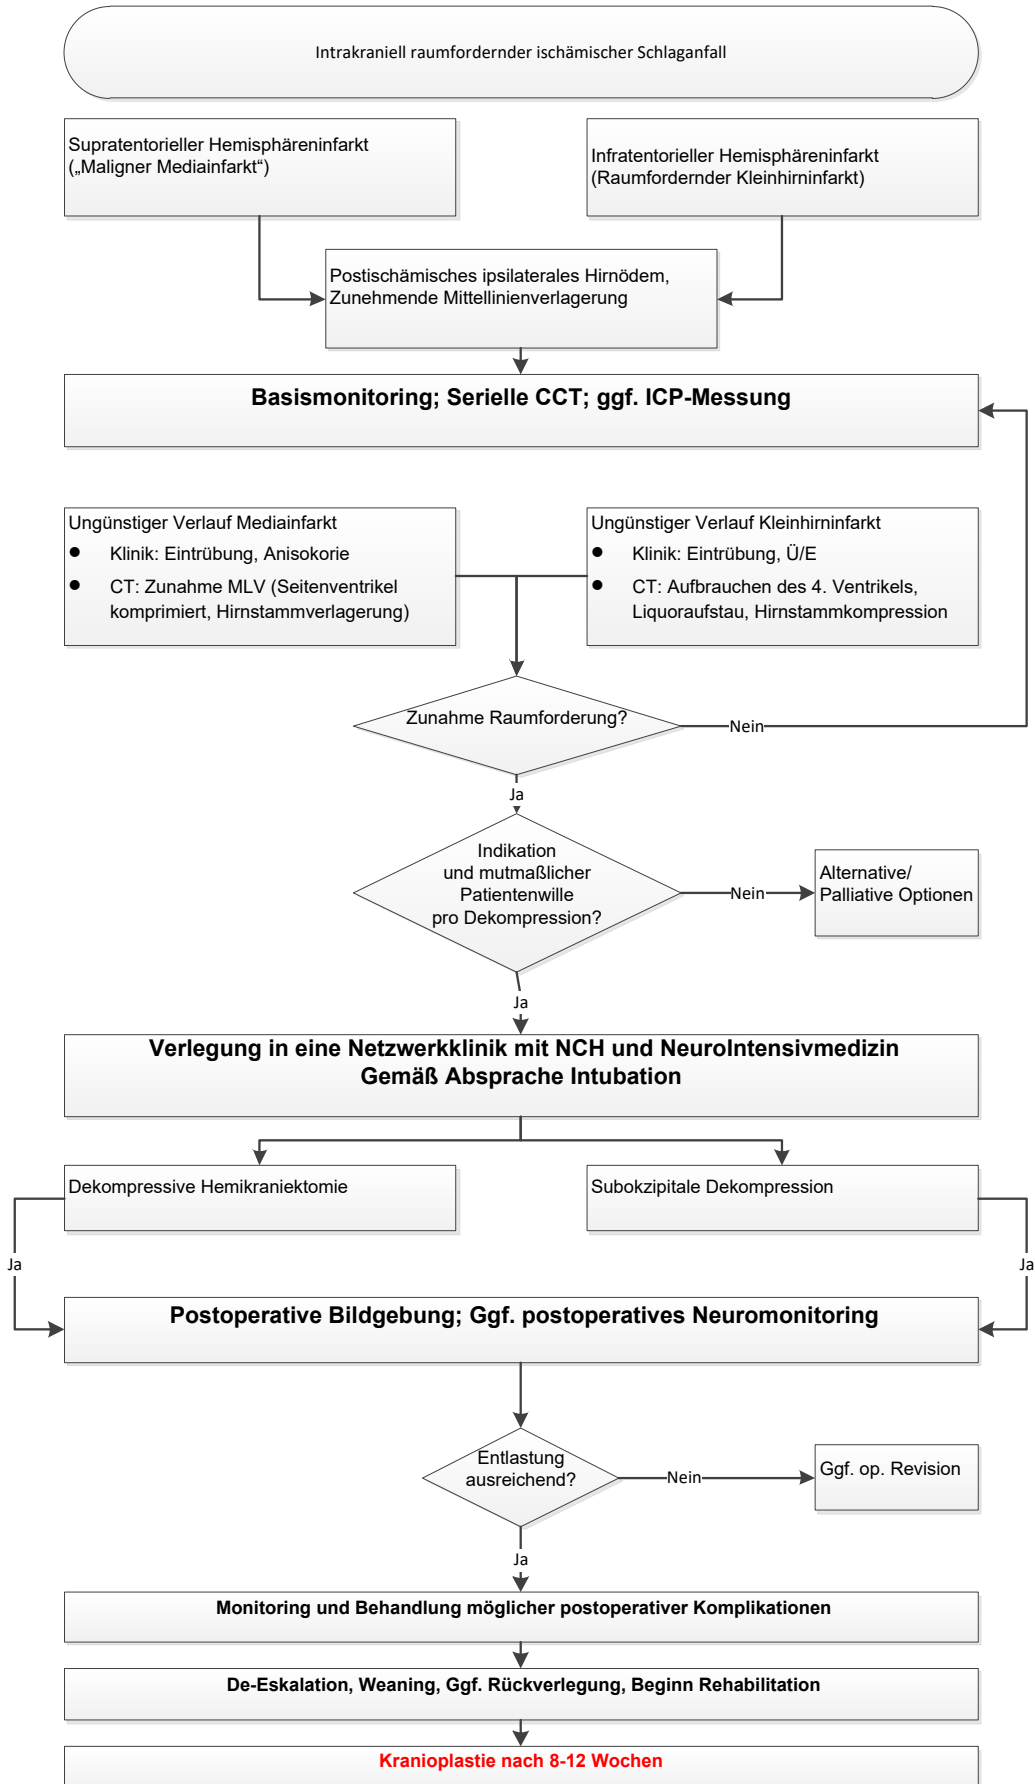 Intrakraniell raumfordernder ischämischer Schlaganfall
Supratentorieller Hemisphäreninfarkt
(„Maligner Mediainfarkt“)
Infratentorieller Hemisphäreninfarkt
(Raumfordernder Kleinhirninfarkt)
Postischämisches ipsilaterales Hirnödem,
Zunehmende Mittellinienverlagerung
Basismonitoring; Serielle CCT; ggf. ICP-Messung
Ungünstiger Verlauf Mediainfarkt
● Klinik: Eintrübung, Anisokorie
● CT: Zunahme MLV (Seitenventrikel
komprimiert, Hirnstammverlagerung)
Ungünstiger Verlauf Kleinhirninfarkt
● Klinik: Eintrübung, Ü/E
● CT: Aufbrauchen des 4. Ventrikels,
Liquoraufstau, Hirnstammkompression
Zunahme Raumforderung?
Nein
Ja
Indikation
und mutmaßlicher
Patientenwille
pro Dekompression?
Nein
Alternative/
Palliative Optionen
Ja
Verlegung in eine Netzwerkklinik mit NCH und NeuroIntensivmedizin
Gemäß Absprache Intubation
Dekompressive Hemikraniektomie
Subokzipitale Dekompression
Ja
Ja
Postoperative Bildgebung; Ggf. postoperatives Neuromonitoring
Entlastung
ausreichend?
Nein
Ggf. op. Revision
Ja
Monitoring und Behandlung möglicher postoperativer Komplikationen
De-Eskalation, Weaning, Ggf. Rückverlegung, Beginn Rehabilitation
Kranioplastie nach 8-12 Wochen